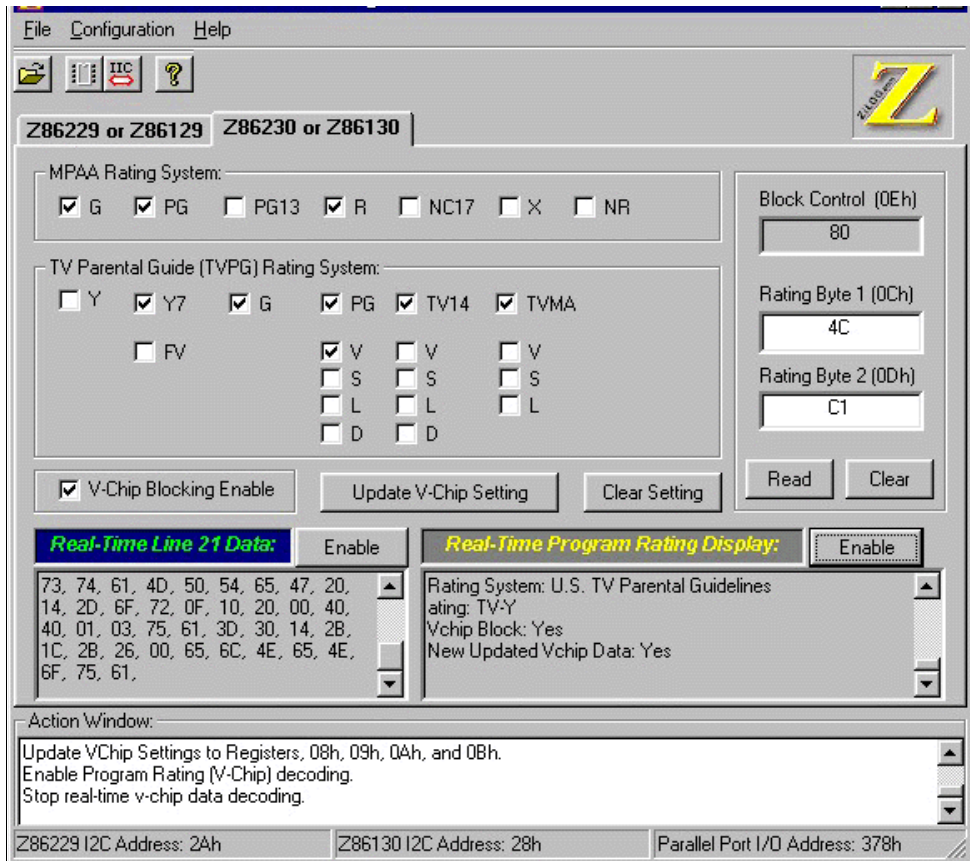 File Configuration Help
IIC
ZiLOG
Z
Z86229 or Z86129 Z86230 or Z86130
MPAA Rating System:
G PG PG13 R NC17 X NR
TV Parental Guide (TVPG) Rating System:
Y Y7 G PG TV14 TVMA
FV V V V
S S S
L L L
D D
Block Control (0Eh)
80
Rating Byte 1 (0Ch)
4C
Rating Byte 2 (0Dh)
C1
Read Clear
V-Chip Blocking Enable Update V-Chip Setting Clear Setting
Real-Time Line 21 Data: Enable
73, 74, 61, 4D, 50, 54, 65, 47, 20,
14, 2D, 6F, 72, 0F, 10, 20, 00, 40,
40, 01, 03, 75, 61, 3D, 30, 14, 2B,
1C, 2B, 26, 00, 65, 6C, 4E, 65, 4E,
6F, 75, 61,
Real-Time Program Rating Display: Enable
Rating System: U.S. TV Parental Guidelines
ating: TV-Y
Vchip Block: Yes
New Updated Vchip Data: Yes
Action Window:
Update VChip Settings to Registers, 08h, 09h, 0Ah, and 0Bh.
Enable Program Rating (V-Chip) decoding.
Stop real-time v-chip data decoding.
Z86229 I2C Address: 2Ah Z86130 I2C Address: 28h Parallel Port I/O Address: 378h